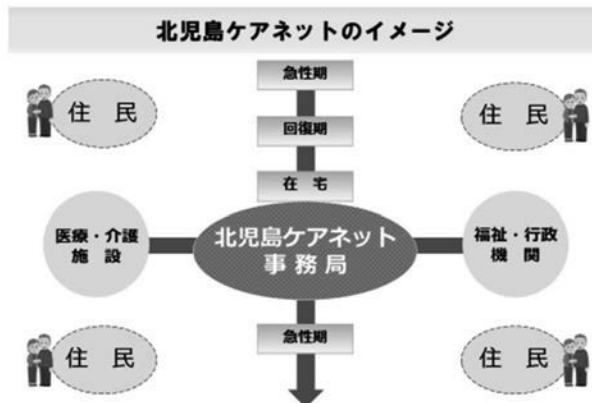 北児島ケアネットのイメージ
急性期
住 民
住 民
回復期
在 宅
医療・介護
施 設
北児島ケアネット
事 務 局
福祉・行政
機 関
急性期
住 民
住 民